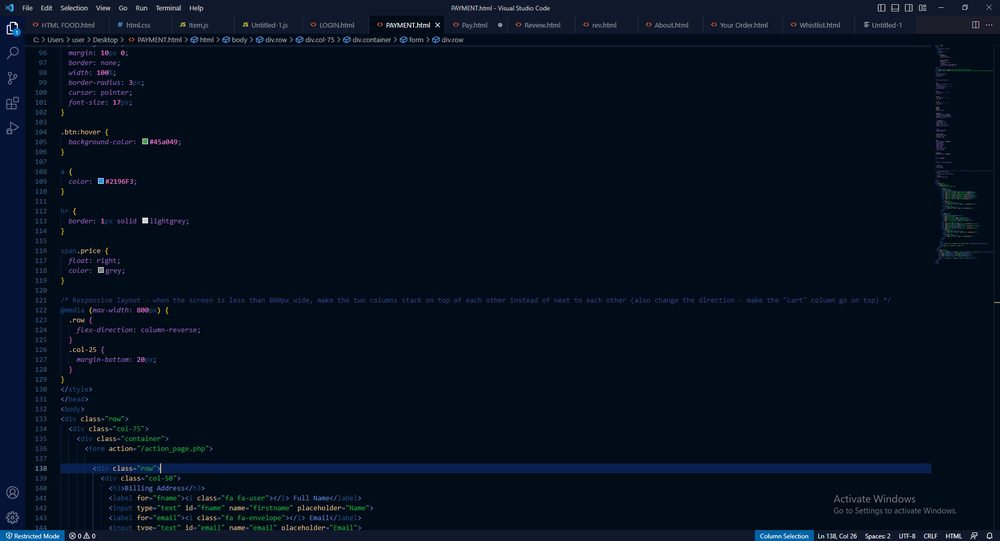 File Edit Selection View Go Run Terminal Help
PAYMENT.html - Visual Studio Code
HTML FOOD.html
# html.css
JS Item.js
JS Untitled-1.js
LOGIN.html
PAYMENT.html
Pay.html
Review.html
rev.html
About.html
Your Order.html
Whistlist.html
Untitled-1
C: > Users > user > Desktop > PAYMENT.html > html > body > div.row > div.col-75 > div.container > form > div.row
1
96 margin: 10px 0;
97 border: none;
98 width: 100%;
99 border-radius: 3px;
100 cursor: pointer;
101 font-size: 17px;
102 }
103
104 .btn:hover {
105 background-color: #45a049;
106 }
107
108 a {
109 color: #2196F3;
110 }
111
112 hr {
113 border: 1px solid lightgrey;
114 }
115
116 span.price {
117 float: right;
118 color: grey;
119 }
120
121 /* Responsive layout - when the screen is less than 800px wide, make the two columns stack on top of each other instead of next to each other (also change the direction - make the "cart" column go on top) */
122 @media (max-width: 800px) {
123 .row {
124 flex-direction: column-reverse;
125 }
126 .col-25 {
127 margin-bottom: 20px;
128 }
129 }
130 </style>
131 </head>
132 <body>
133 <div class="row">
134 <div class="col-75">
135 <div class="container">
136 <form action="/action_page.php">
137
138 <div class="row">
139 <div class="col-50">
140 <h3>Billing Address</h3>
141 <label for="fname"><i class="fa fa-user"></i> Full Name</label>
142 <input type="text" id="fname" name="firstname" placeholder="Name">
143 <label for="email"><i class="fa fa-envelope"></i> Email</label>
144 <input type="text" id="email" name="email" placeholder="Email">
Activate Windows
Go to Settings to activate Windows.
Restricted Mode
0 0
Column Selection
Ln 138, Col 26
Spaces: 2
UTF-8
CRLF
HTML